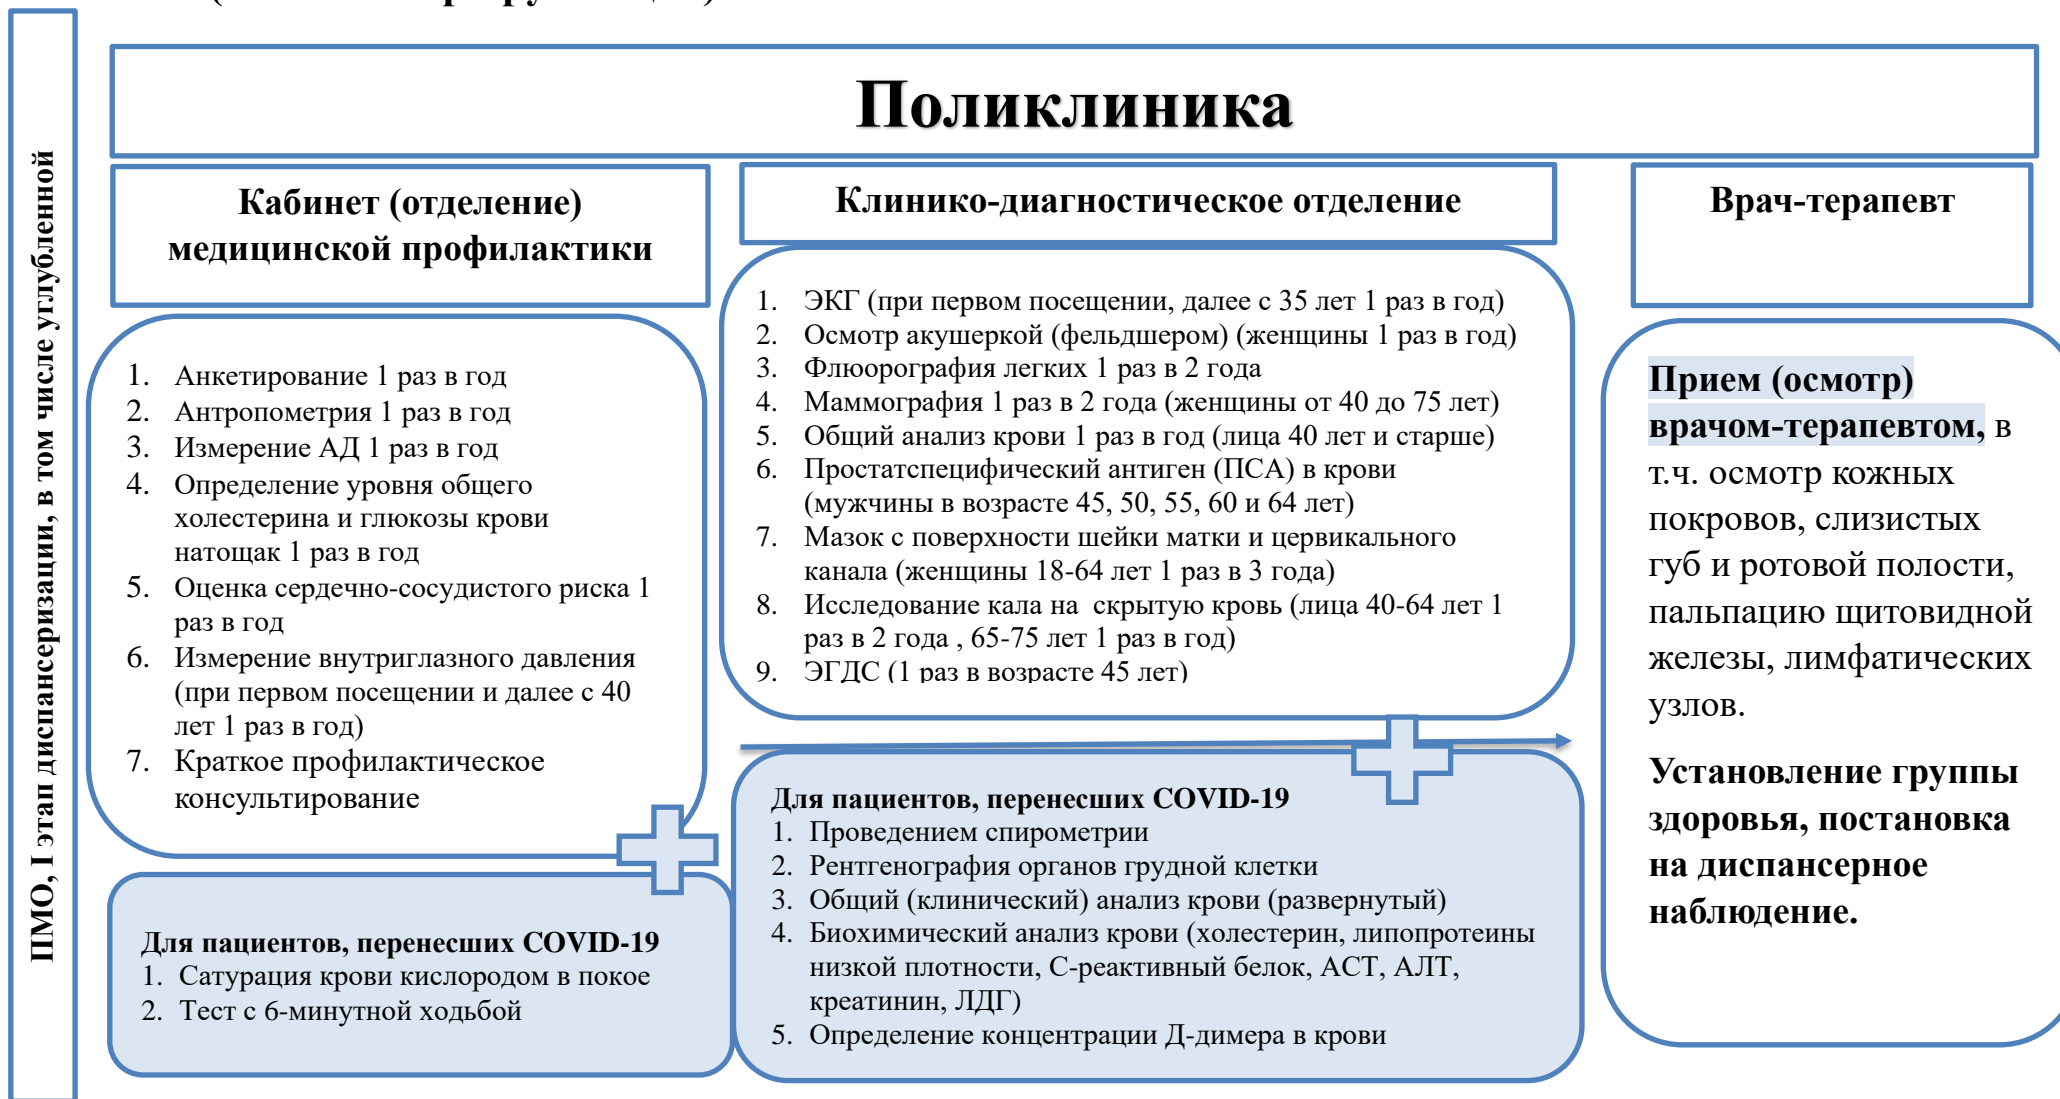 ПМО, I этап диспансеризации, в том числе углубленной
Поликлиника
Кабинет (отделение)
медицинской профилактики
1. Анкетирование 1 раз в год
2. Антропометрия 1 раз в год
3. Измерение АД 1 раз в год
4. Определение уровня общего
холестерина и глюкозы крови
натощак 1 раз в год
5. Оценка сердечно-сосудистого риска 1
раз в год
6. Измерение внутриглазного давления
(при первом посещении и далее с 40
лет 1 раз в год)
7. Краткое профилактическое
консультирование
Для пациентов, перенесших COVID-19
1. Сатурация крови кислородом в покое
2. Тест с 6-минутной ходьбой
Клинико-диагностическое отделение
1. ЭКГ (при первом посещении, далее с 35 лет 1 раз в год)
2. Осмотр акушеркой (фельдшером) (женщины 1 раз в год)
3. Флюорография легких 1 раз в 2 года
4. Маммография 1 раз в 2 года (женщины от 40 до 75 лет)
5. Общий анализ крови 1 раз в год (лица 40 лет и старше)
6. Простатспецифический антиген (ПСА) в крови
(мужчины в возрасте 45, 50, 55, 60 и 64 лет)
7. Мазок с поверхности шейки матки и цервикального
канала (женщины 18-64 лет 1 раз в 3 года)
8. Исследование кала на скрытую кровь (лица 40-64 лет 1
раз в 2 года , 65-75 лет 1 раз в год)
9. ЭГДС (1 раз в возрасте 45 лет)
Для пациентов, перенесших COVID-19
1. Проведением спирометрии
2. Рентгенография органов грудной клетки
3. Общий (клинический) анализ крови (развернутый)
4. Биохимический анализ крови (холестерин, липопротеины
низкой плотности, С-реактивный белок, АСТ, АЛТ,
креатинин, ЛДГ)
5. Определение концентрации Д-димера в крови
Врач-терапевт
Прием (осмотр)
врачом-терапевтом, в
т.ч. осмотр кожных
покровов, слизистых
губ и ротовой полости,
пальпацию щитовидной
железы, лимфатических
узлов.
Установление группы
здоровья, постановка
на диспансерное
наблюдение.